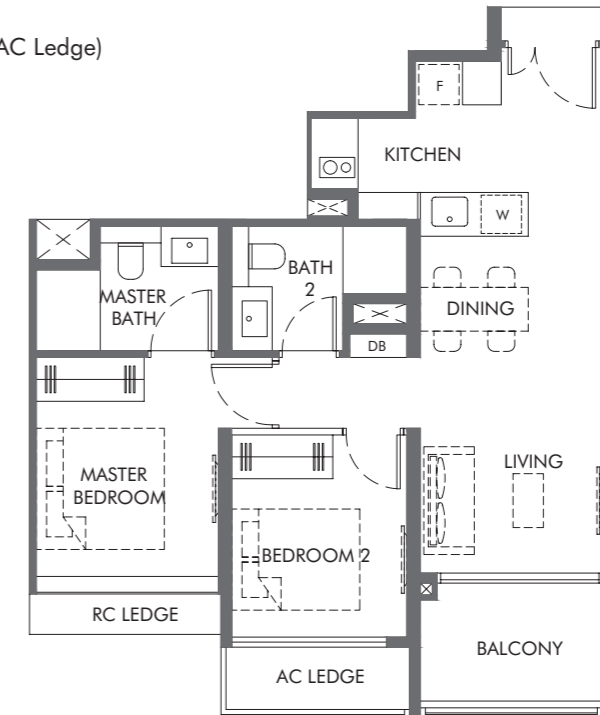 AC Ledge)
F
KITCHEN
W
BATH
2
MASTER
BATH
DINING
DB
LIVING
MASTER
BEDROOM
BEDROOM 2
RC LEDGE
BALCONY
AC LEDGE